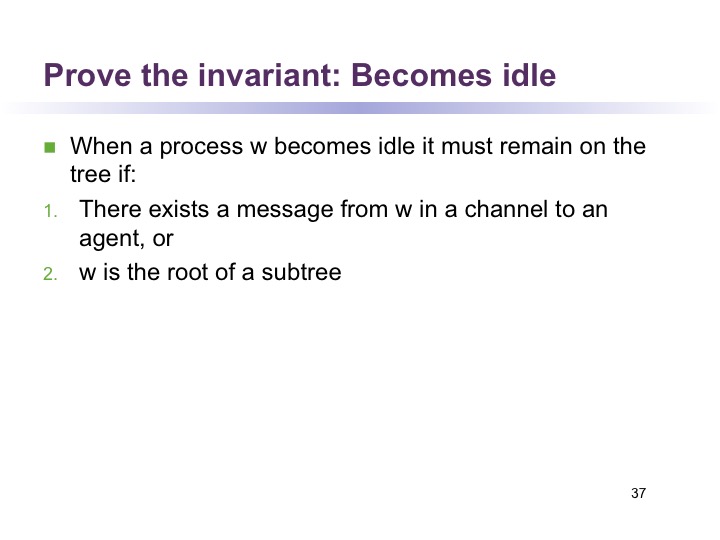 Prove the invariant: Becomes idle
When a process w becomes idle it must remain on the
tree if:
1. There exists a message from w in a channel to an
agent, or
2. w is the root of a subtree
37